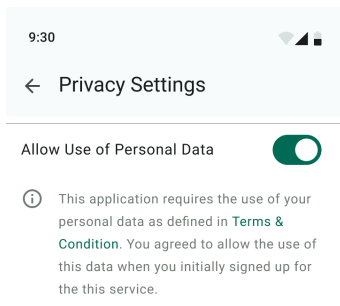 9:30
Privacy Settings
Allow Use of Personal Data
This application requires the use of your
personal data as defined in Terms &
Condition. You agreed to allow the use of
this data when you initially signed up for
the this service.